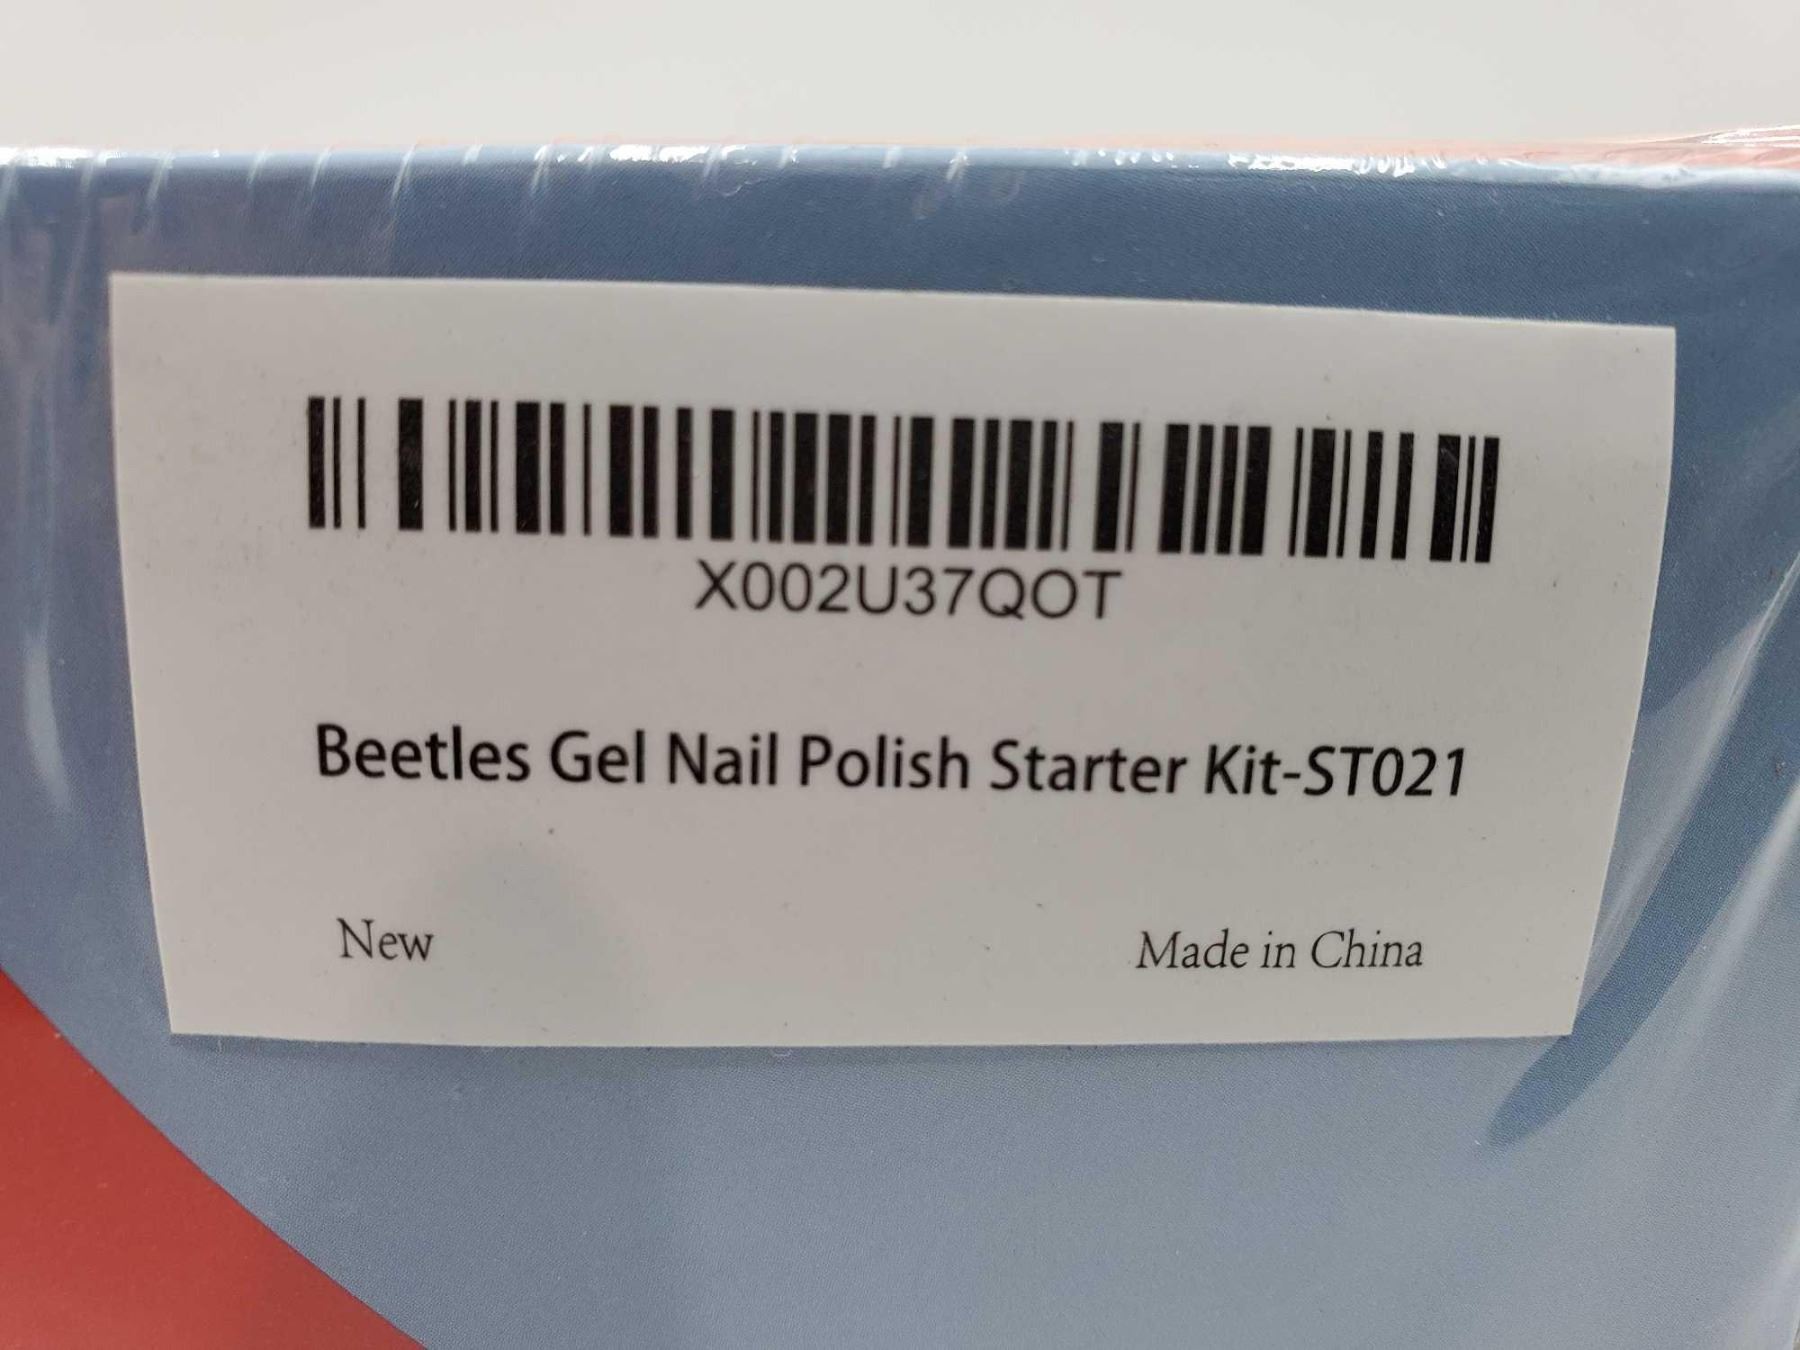 X002U37QOT
Beetles Gel Nail Polish Starter Kit-ST021
New
Made in China